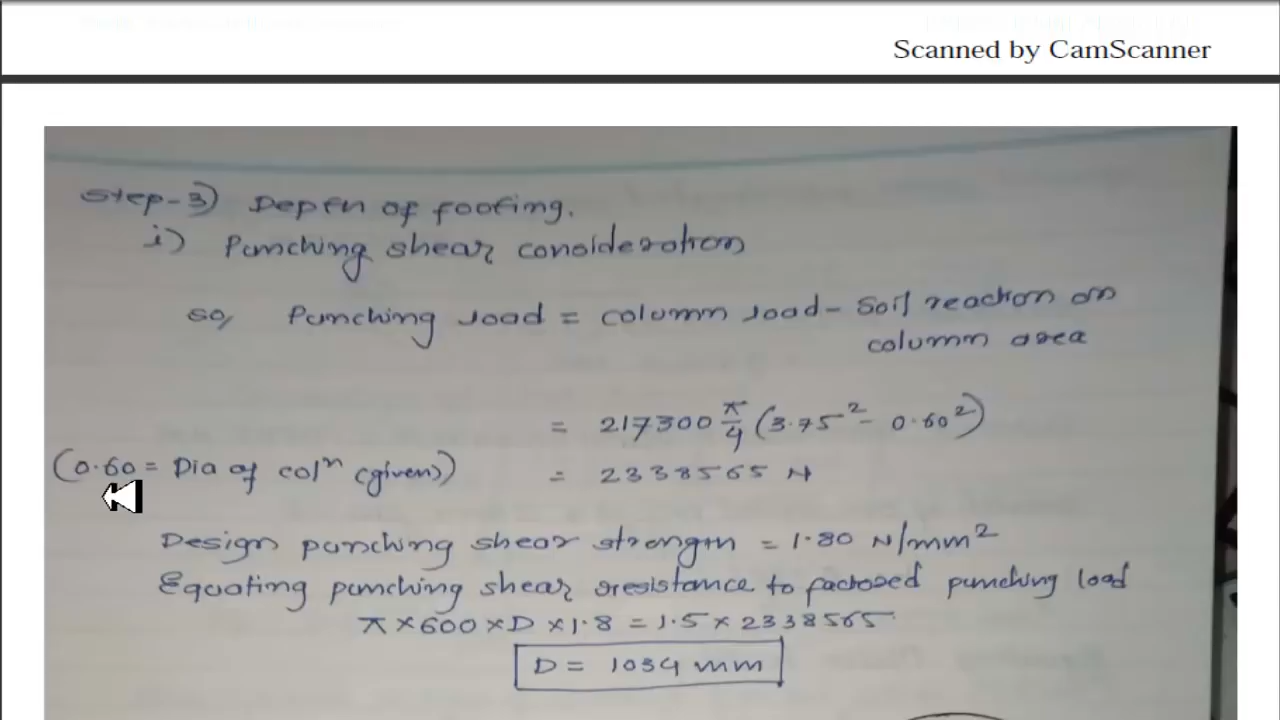 Scanned by CamScanner
Step-3) Depth of footing.
i) Punching shear consideration
so, Punching load = column load - soil reaction on
column area
= 217300 π/4 (3.75² - 0.60²)
(0.60 = Dia of colⁿ (given)) = 2338565 N
Design punching shear strength = 1.80 N/mm²
Equating punching shear resistance to factored punching load
π × 600 × D × 1.8 = 1.5 × 2338565
D = 1034 mm